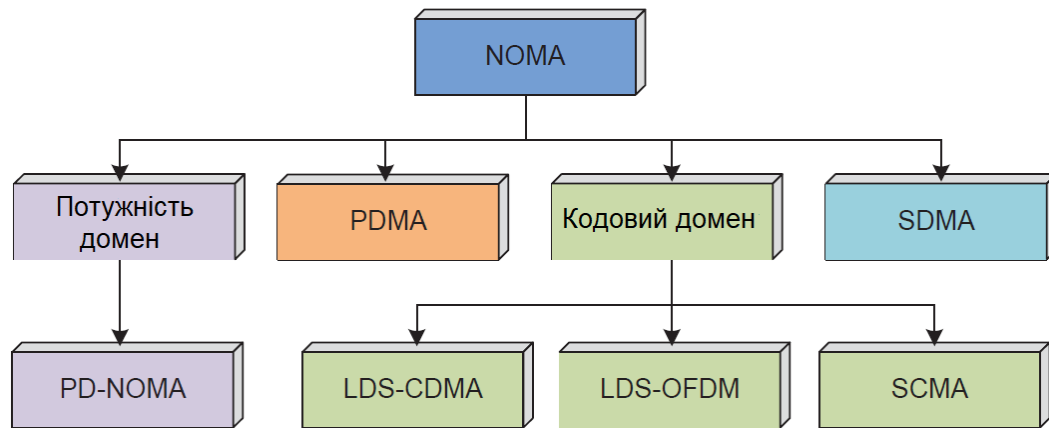 NOMA
Потужність
домен
PDMA
Кодовий домен
SDMA
PD-NOMA
LDS-CDMA
LDS-OFDM
SCMA